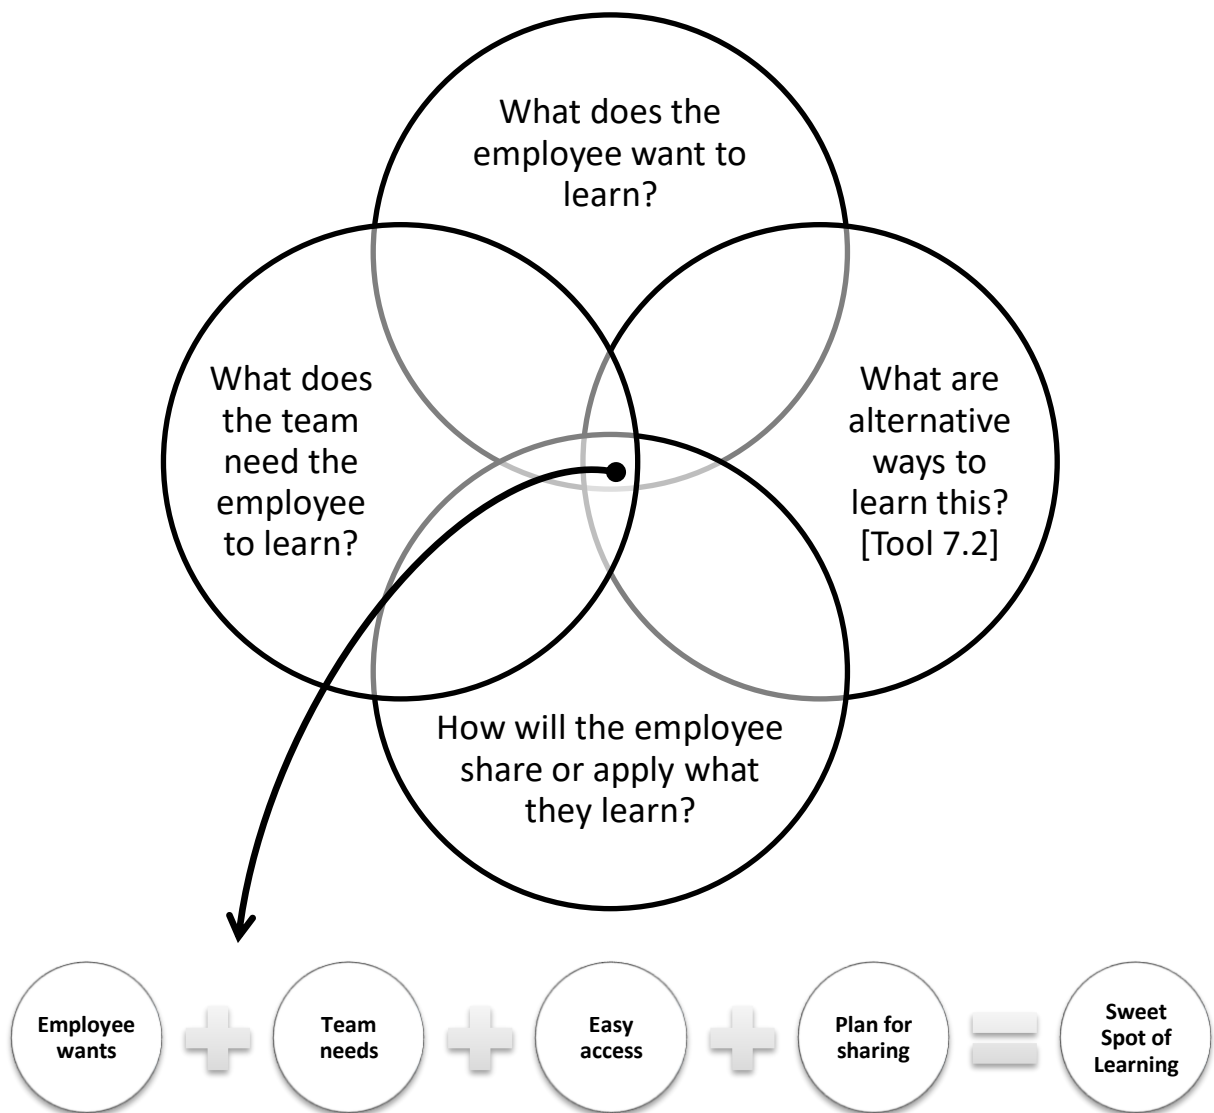 What does the
employee want to
learn?
What does
the team
need the
employee
to learn?
What are
alternative
ways to
learn this?
[Tool 7.2]
How will the employee
share or apply what
they learn?
Employee
wants
Team
needs
Easy
access
Plan for
sharing
Sweet
Spot of
Learning